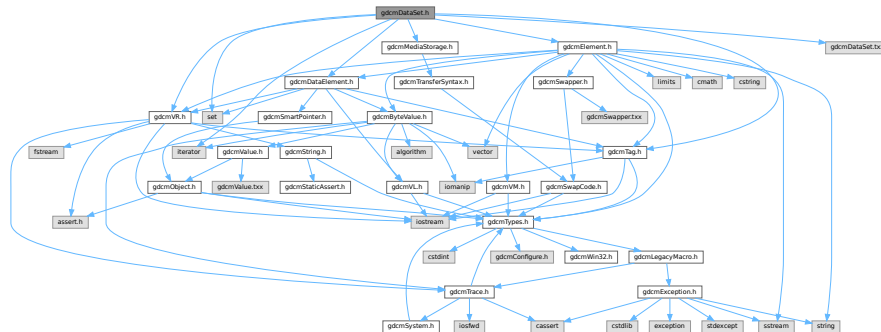 gdcmDataSet.h
gdcmMediaStorage.h
gdcmElement.h
gdcmDataSet.txx
gdcmDataElement.h
gdcmTransferSyntax.h
gdcmSwapper.h
limits
cmath
cstring
gdcmVR.h
set
gdcmSmartPointer.h
gdcmByteValue.h
gdcmSwapper.txx
fstream
iterator
gdcmValue.h
gdcmString.h
algorithm
vector
gdcmTag.h
gdcmObject.h
gdcmValue.txx
gdcmStaticAssert.h
gdcmVL.h
iomanip
gdcmVM.h
gdcmSwapCode.h
assert.h
iostream
gdcmTypes.h
cstdint
gdcmConfigure.h
gdcmWin32.h
gdcmLegacyMacro.h
gdcmTrace.h
gdcmException.h
gdcmSystem.h
iosfwd
cassert
cstdlib
exception
stdexcept
sstream
string